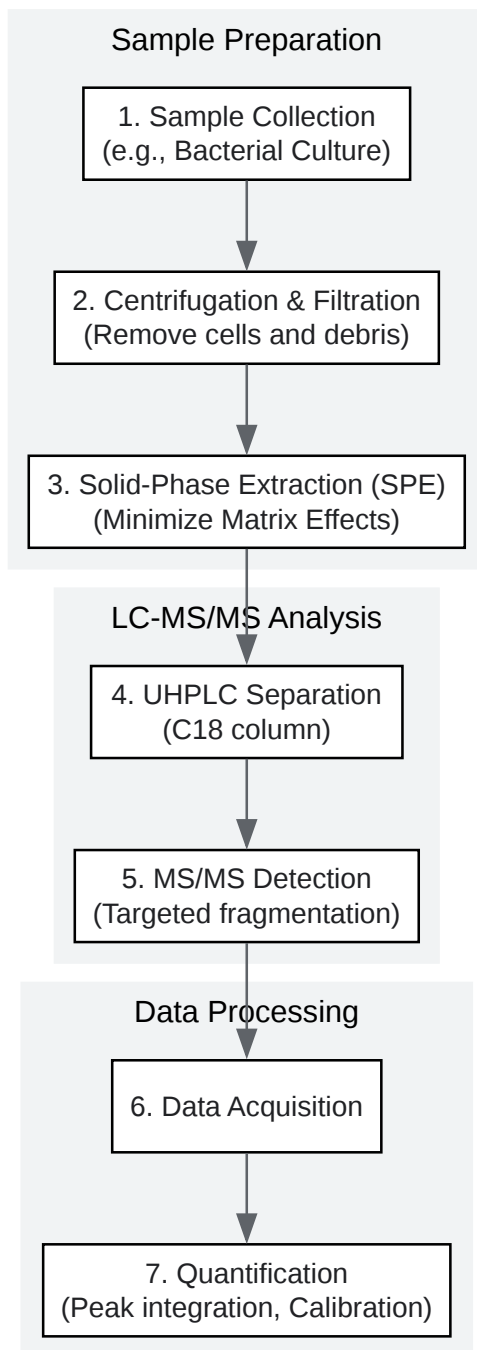 Sample Preparation
1. Sample Collection
(e.g., Bacterial Culture)
2. Centrifugation & Filtration
(Remove cells and debris)
3. Solid-Phase Extraction (SPE)
(Minimize Matrix Effects)
LC-MS/MS Analysis
4. UHPLC Separation
(C18 column)
5. MS/MS Detection
(Targeted fragmentation)
Data Processing
6. Data Acquisition
7. Quantification
(Peak integration, Calibration)